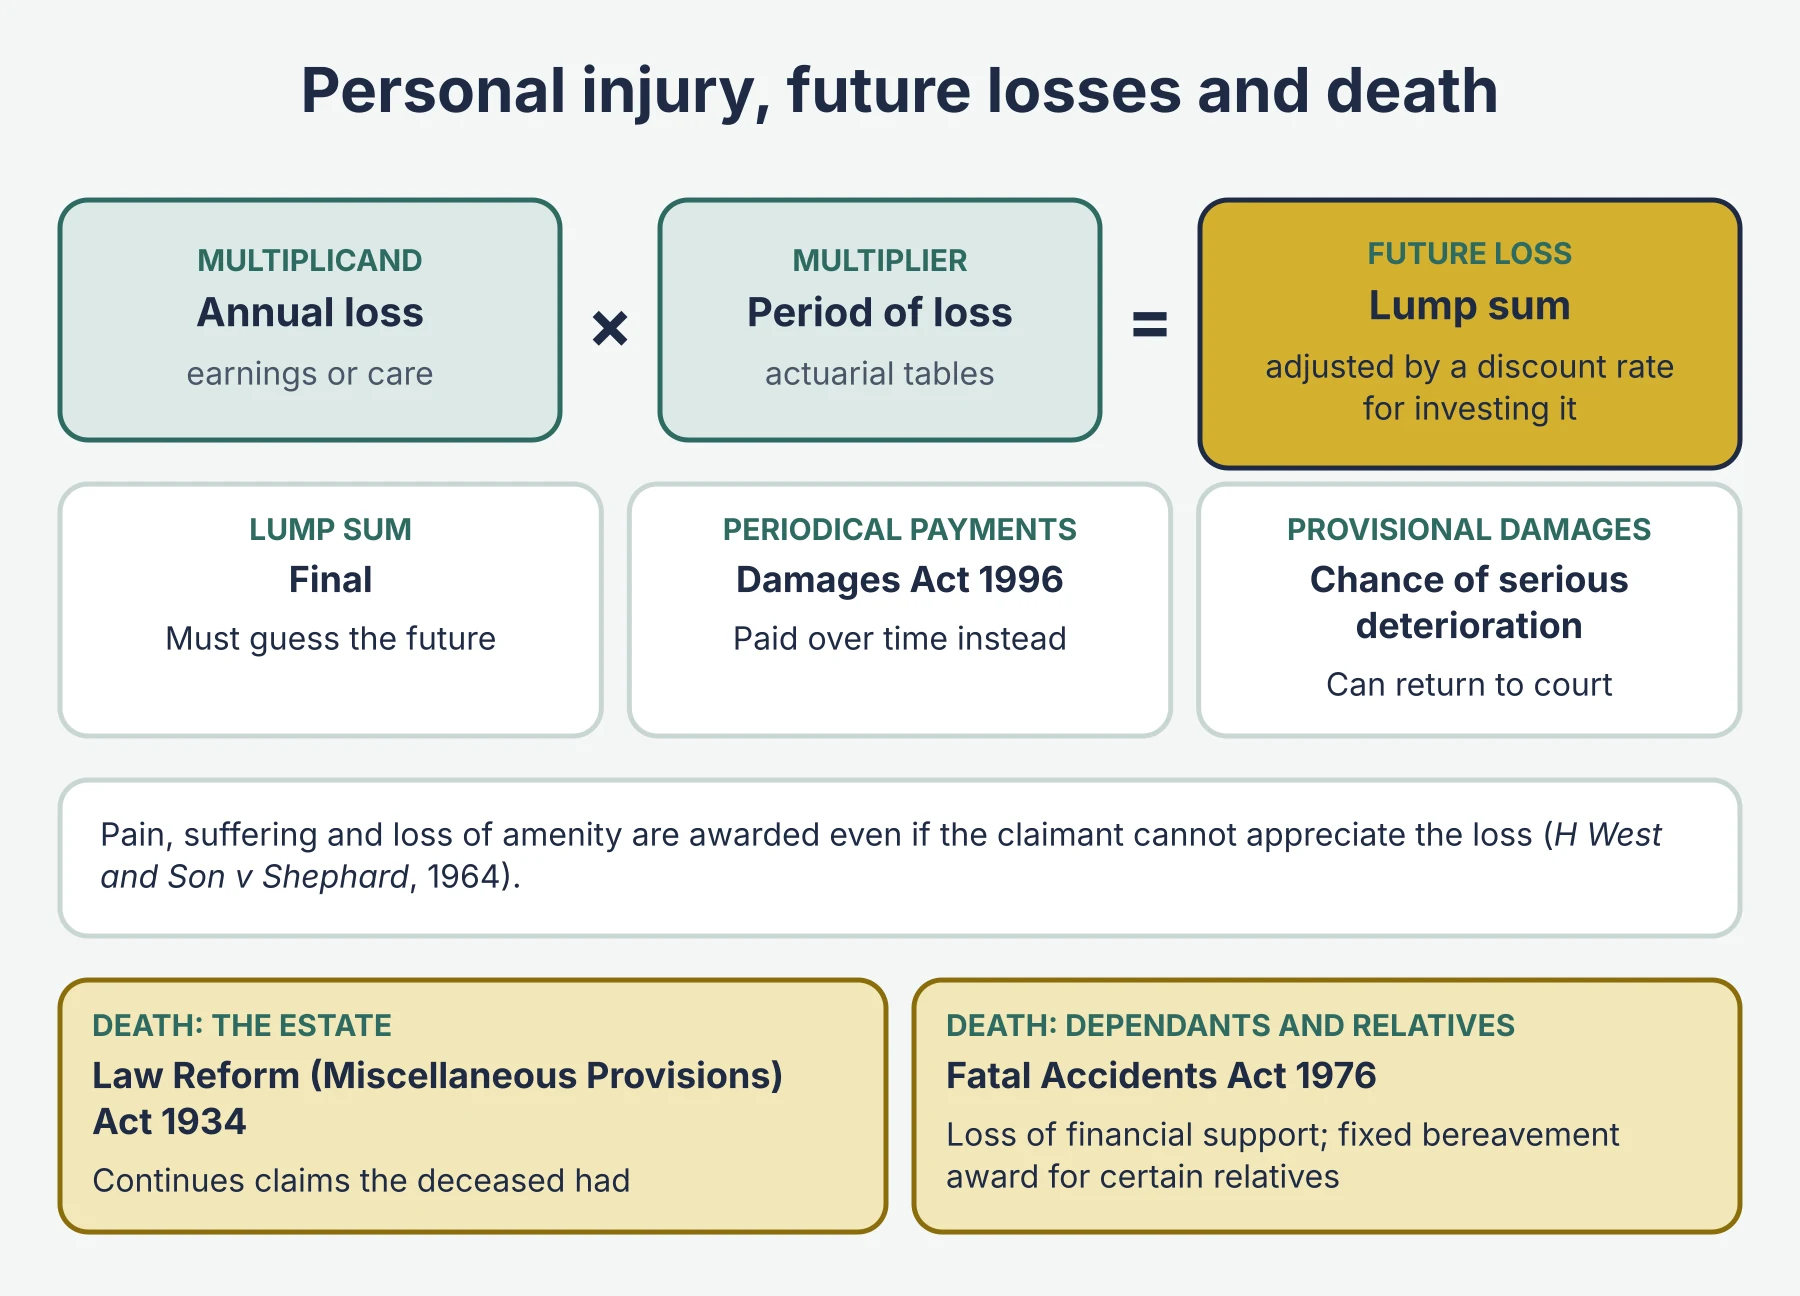 Personal injury, future losses and death
MULTIPLICAND
Annual loss
earnings or care
×
MULTIPLIER
Period of loss
actuarial tables
=
FUTURE LOSS
Lump sum
adjusted by a discount rate
for investing it
LUMP SUM
Final
Must guess the future
PERIODICAL PAYMENTS
Damages Act 1996
Paid over time instead
PROVISIONAL DAMAGES
Chance of serious
deterioration
Can return to court
Pain, suffering and loss of amenity are awarded even if the claimant cannot appreciate the loss (H West
and Son v Shephard, 1964).
DEATH: THE ESTATE
Law Reform (Miscellaneous Provisions)
Act 1934
Continues claims the deceased had
DEATH: DEPENDANTS AND RELATIVES
Fatal Accidents Act 1976
Loss of financial support; fixed bereavement
award for certain relatives